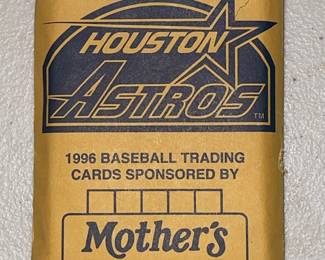 HOUSTON
ASTROS
TM
1996 BASEBALL TRADING
CARDS SPONSORED BY
Mother's